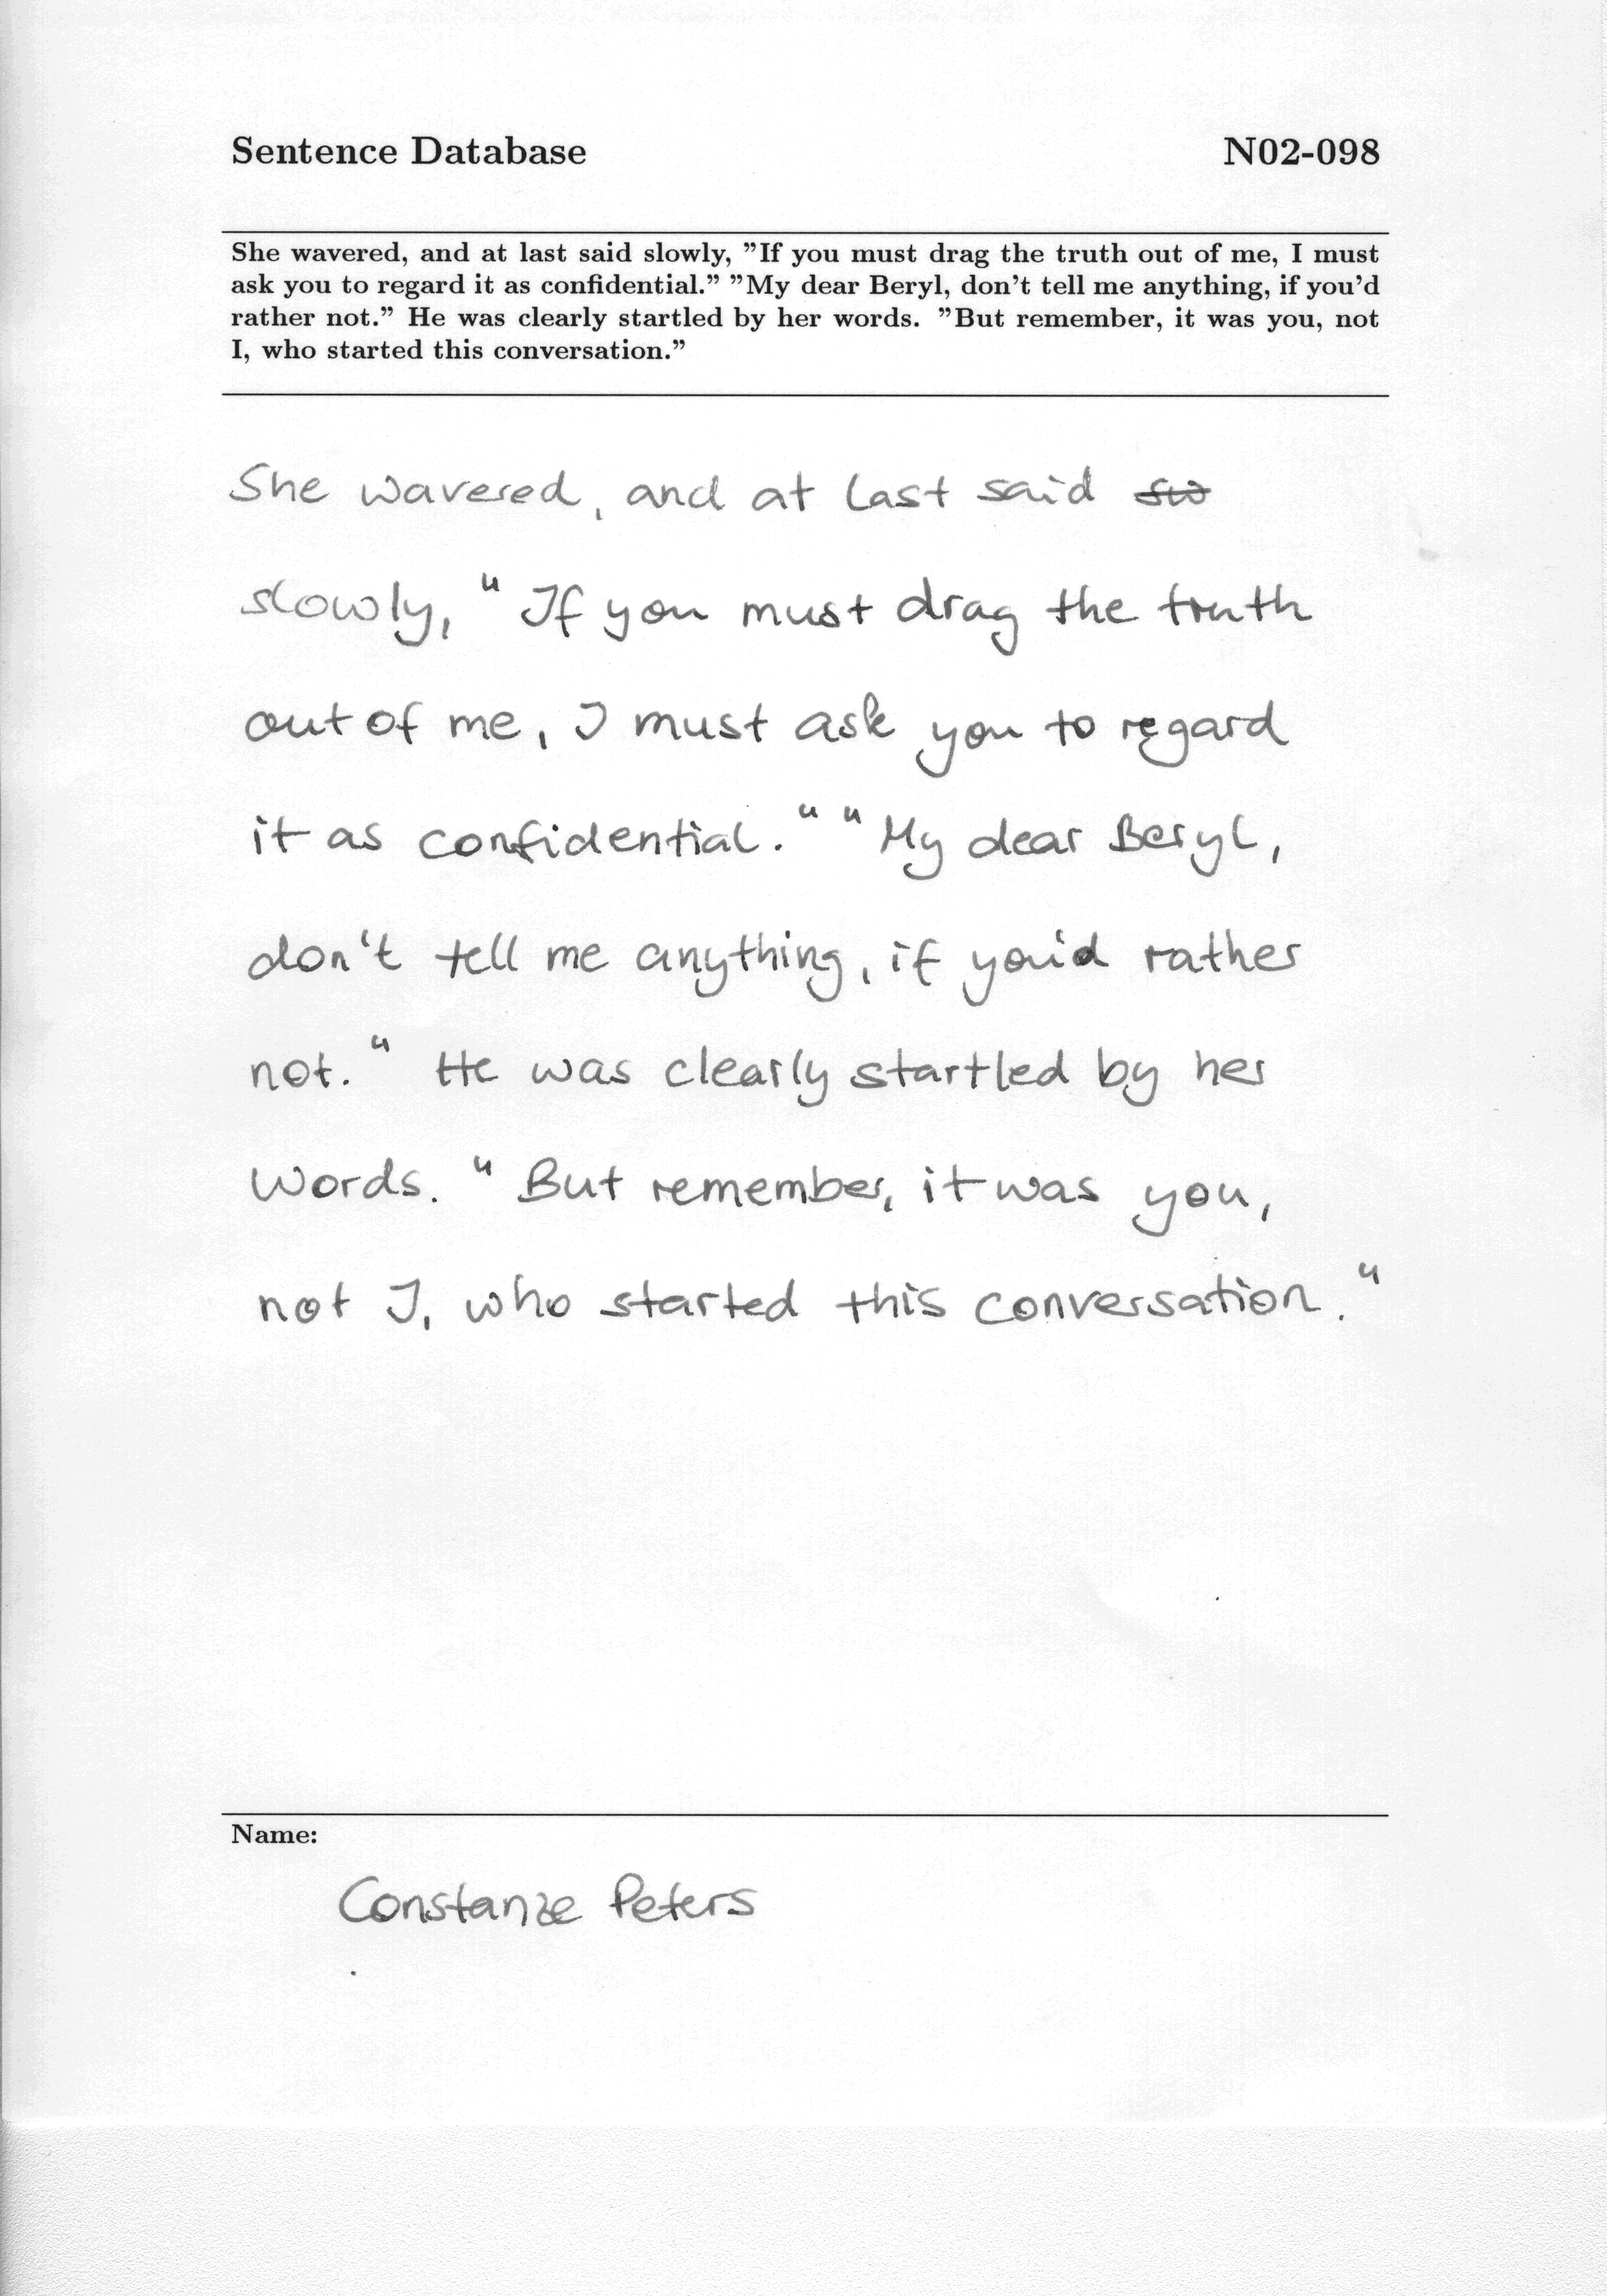 Sentence Database N02-098
She wavered, and at last said slowly, ”If you must drag the truth out of me, I must
ask you to regard it as confidential.” ”My dear Beryl, don’t tell me anything, if you’d
rather not.” He was clearly startled by her words. ”But remember, it was you, not
I, who started this conversation.”
She wavered, and at last said
slowly, “If you must drag the truth
out of me, I must ask you to regard
it as confidential.“ “My dear Beryl,
don‘t tell me anything, if you‘d rather
not.“ He was clearly startled by her
words. “But remember, it was you,
not I, who started this conversation.“
Name:
Constanze Peters